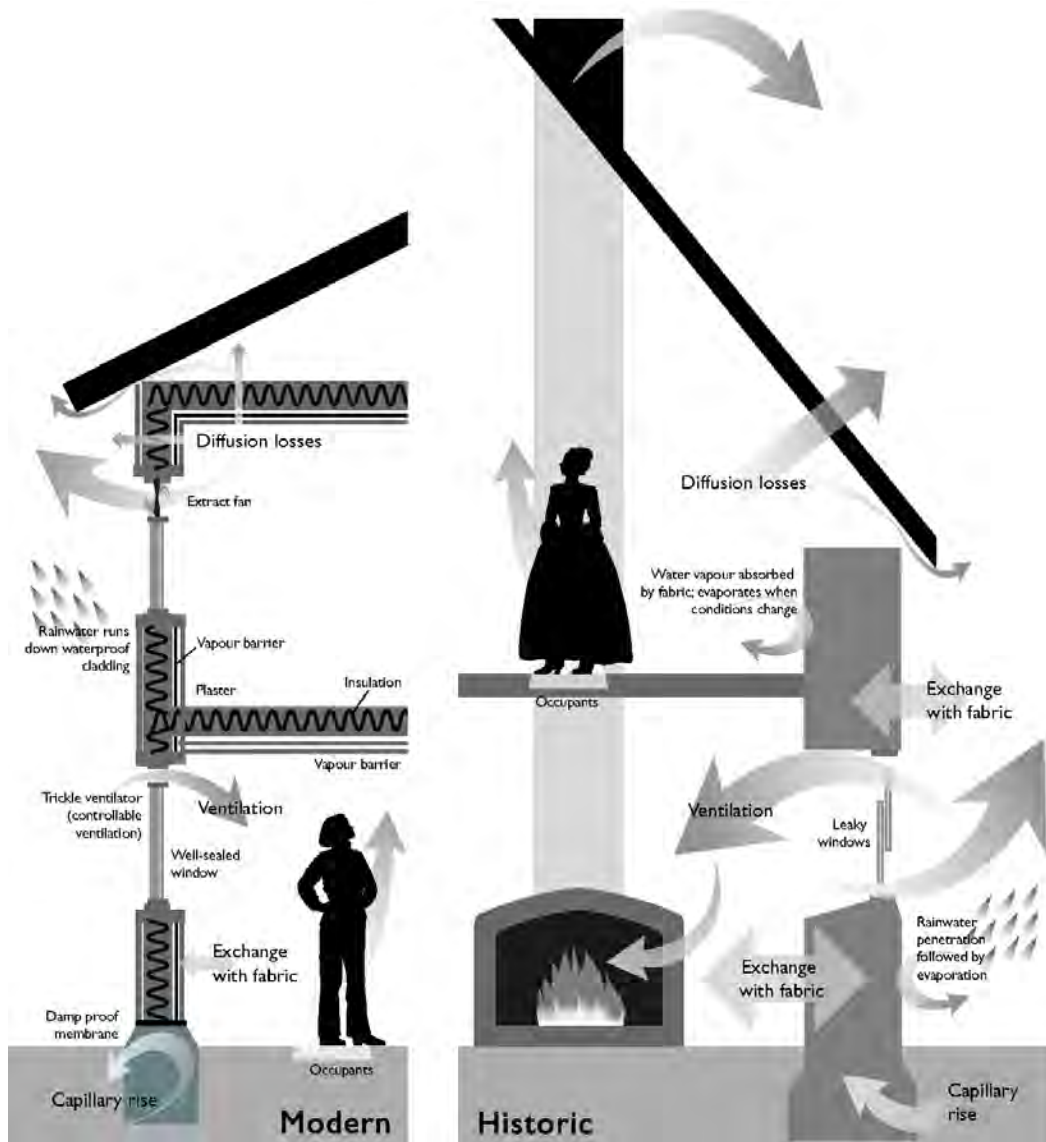 Diffusion losses
Extract fan
Rainwater runs
down waterproof
cladding
Vapour barrier
Plaster
Insulation
Vapour barrier
Trickle ventilator
(controllable
ventilation)
Ventilation
Well-sealed
window
Exchange
with fabric
Damp proof
membrane
Capillary rise
Occupants
Modern
Diffusion losses
Water vapour absorbed
by fabric; evaporates when
conditions change
Occupants
Exchange
with fabric
Ventilation
Leaky
windows
Rainwater
penetration
followed by
evaporation
Exchange
with fabric
Capillary
rise
Historic